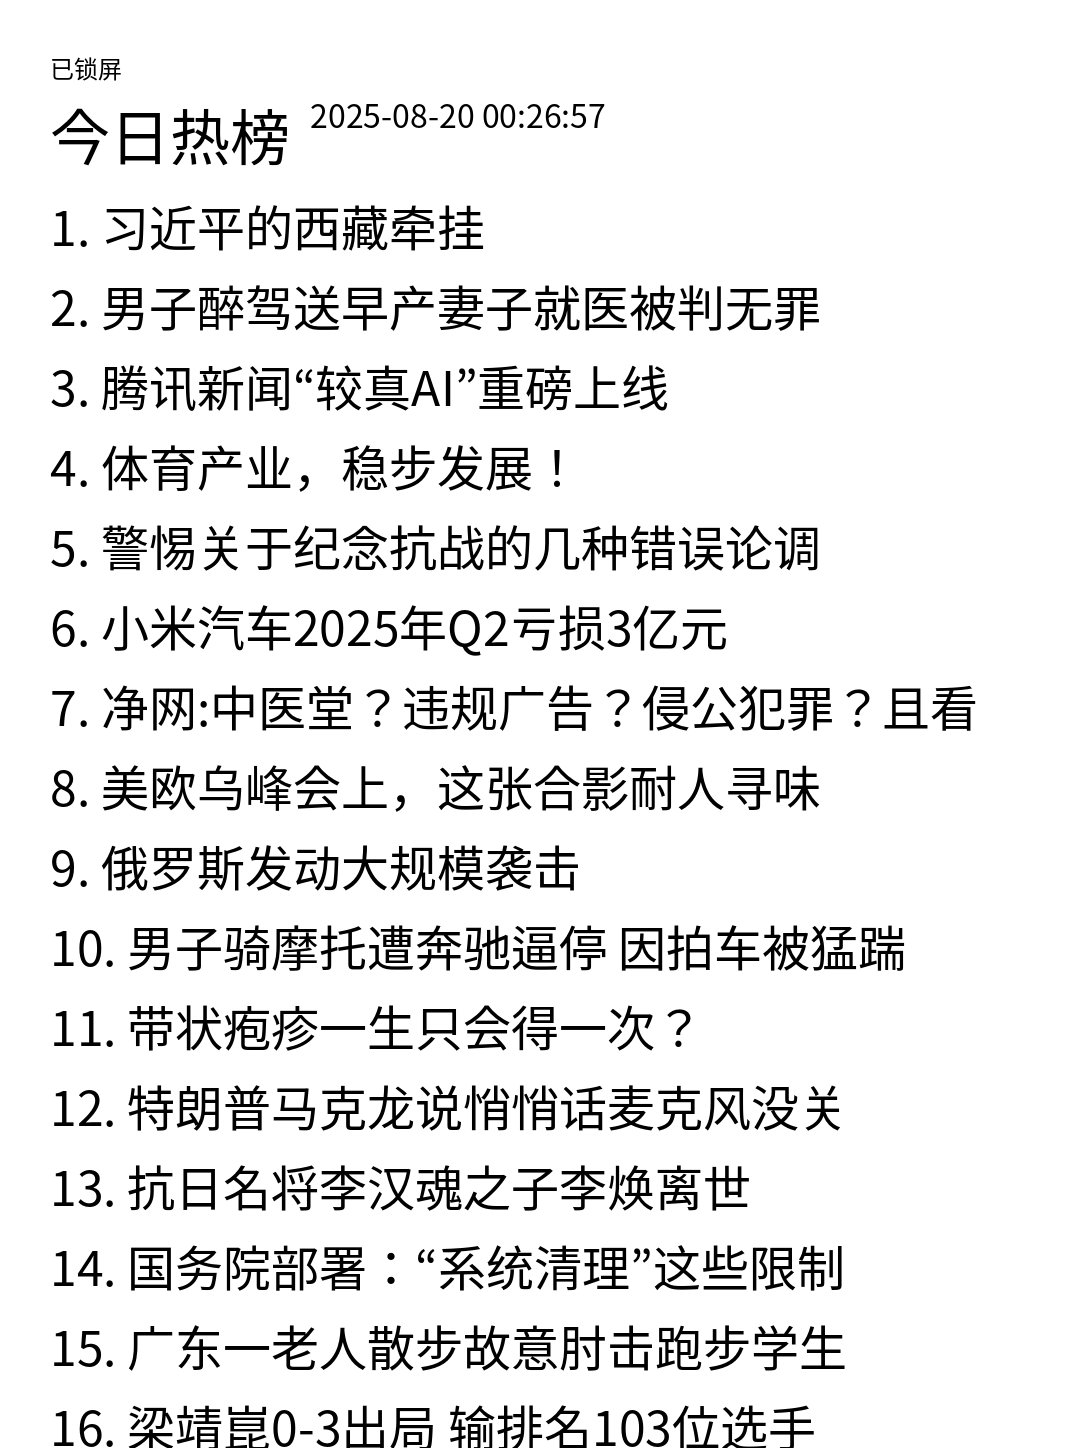 已锁屏
今日热榜 2025-08-20 00:26:57
1. 习近平的西藏牵挂
2. 男子醉驾送早产妻子就医被判无罪
3. 腾讯新闻“较真AI”重磅上线
4. 体育产业，稳步发展！
5. 警惕关于纪念抗战的几种错误论调
6. 小米汽车2025年Q2亏损3亿元
7. 净网:中医堂？违规广告？侵公犯罪？且看
8. 美欧乌峰会上，这张合影耐人寻味
9. 俄罗斯发动大规模袭击
10. 男子骑摩托遭奔驰逼停 因拍车被猛踹
11. 带状疱疹一生只会得一次？
12. 特朗普马克龙说悄悄话麦克风没关
13. 抗日名将李汉魂之子李焕离世
14. 国务院部署：“系统清理”这些限制
15. 广东一老人散步故意肘击跑步学生
16. 梁靖崑0-3出局 输排名103位选手